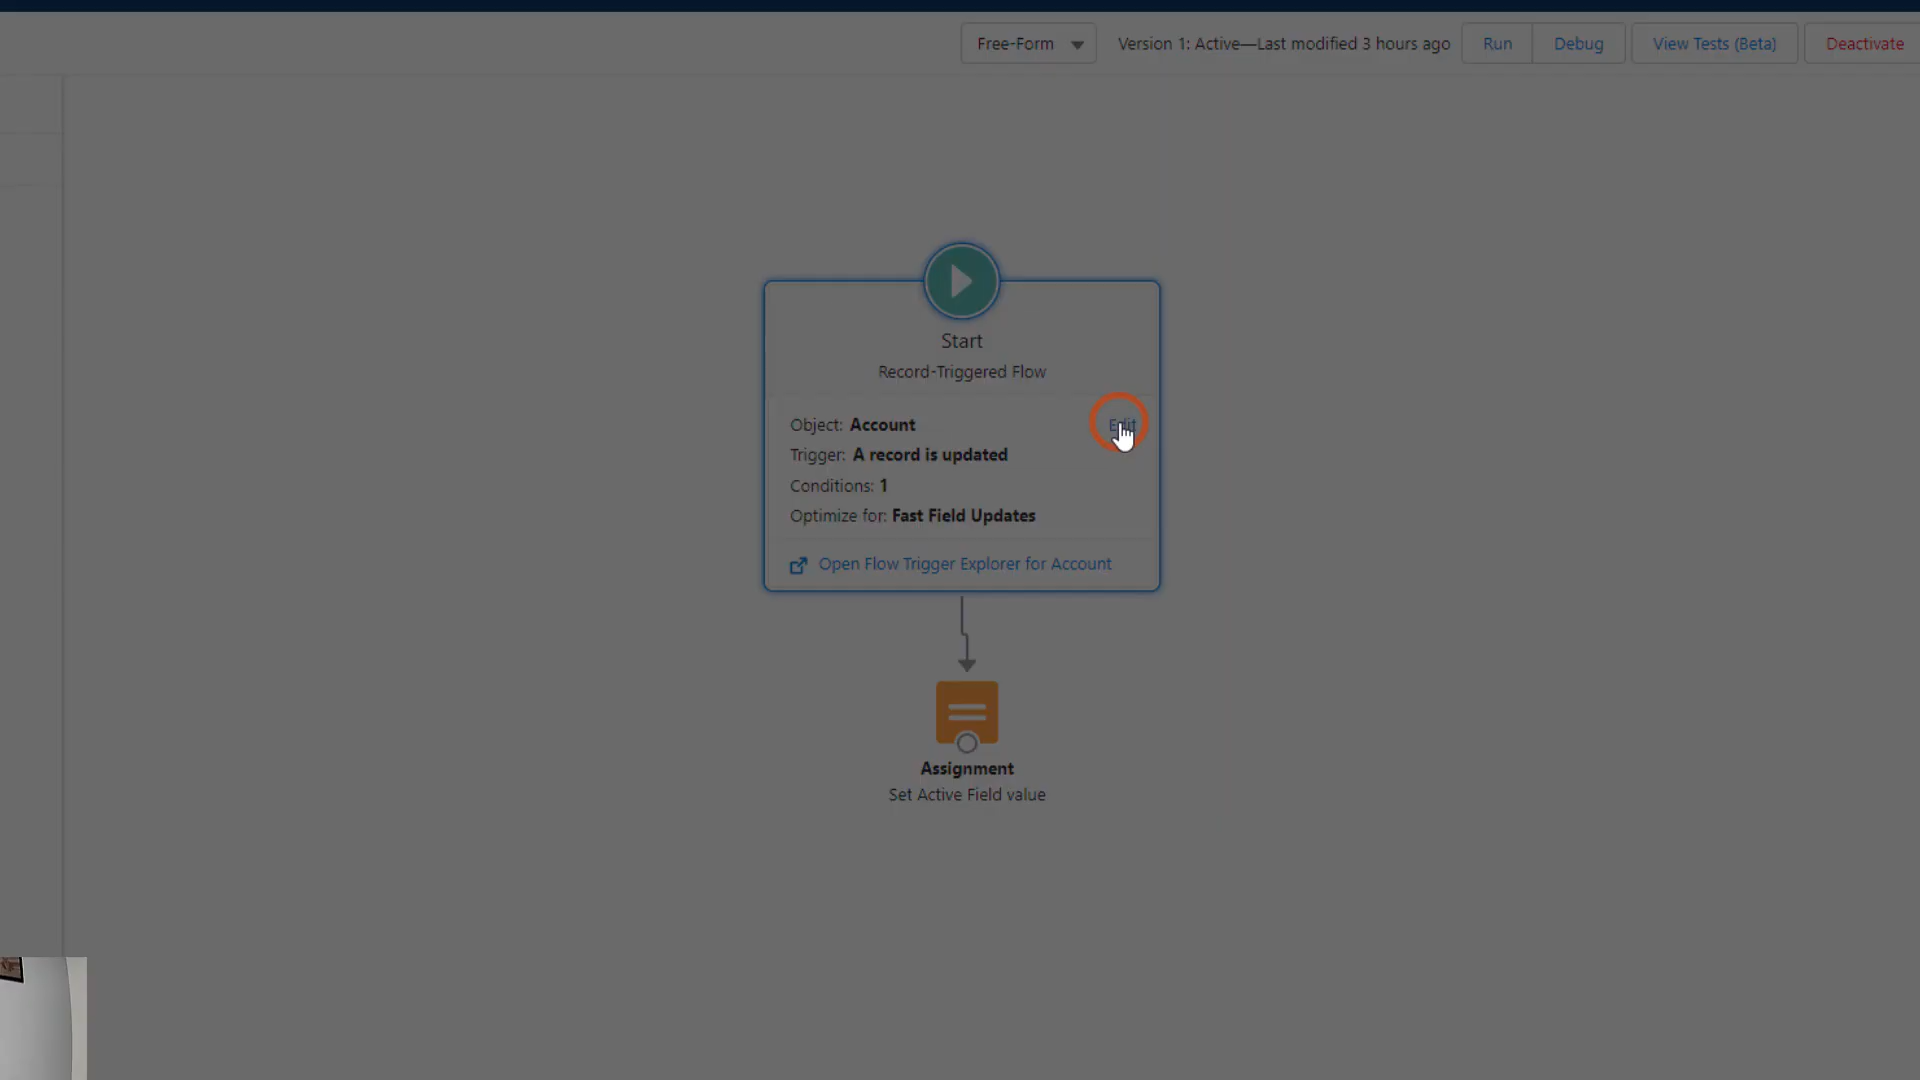 Free-Form
Version 1: Active—Last modified 3 hours ago
Run
Debug
View Tests (Beta)
Deactivate
Start
Record-Triggered Flow
Object: Account
Edit
Trigger: A record is updated
Conditions: 1
Optimize for: Fast Field Updates
Open Flow Trigger Explorer for Account
Assignment
Set Active Field value